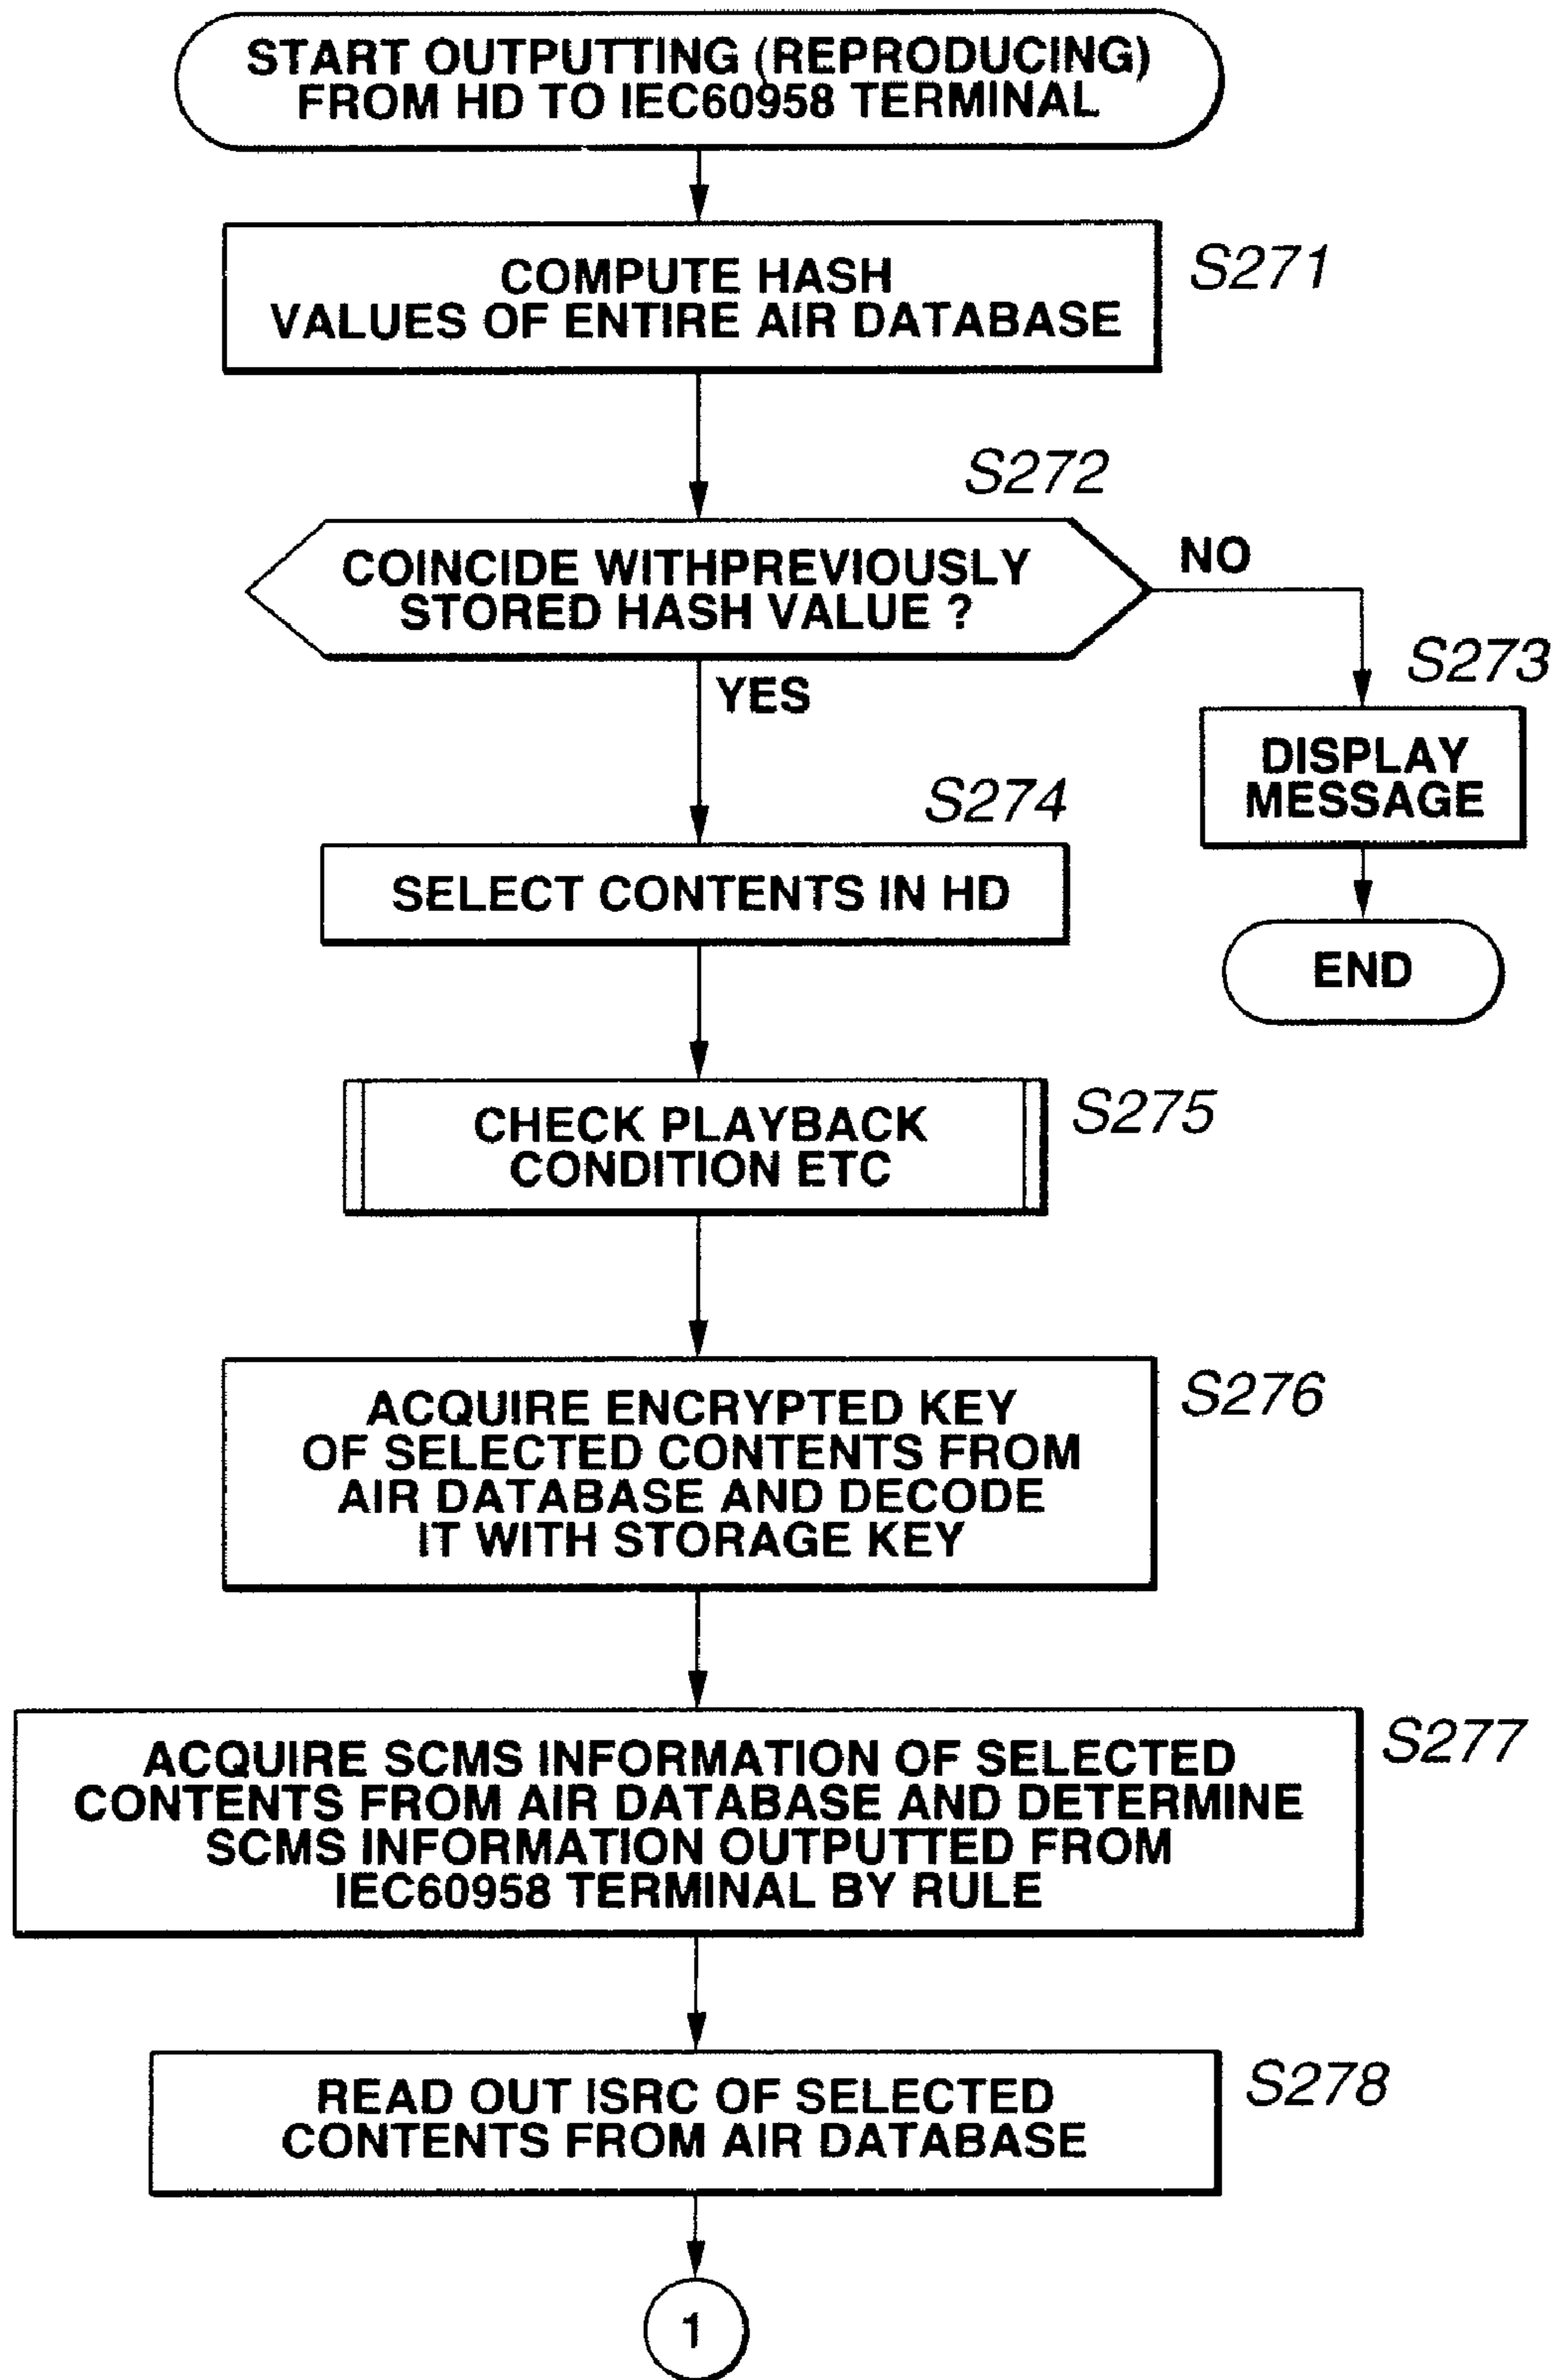 START OUTPUTTING (REPRODUCING)
FROM HD TO IEC60958 TERMINAL
COMPUTE HASH
VALUES OF ENTIRE AIR DATABASE
S271
S272
COINCIDE WITHPREVIOUSLY
STORED HASH VALUE ?
NO
YES
S273
DISPLAY
MESSAGE
END
S274
SELECT CONTENTS IN HD
CHECK PLAYBACK
CONDITION ETC
S275
ACQUIRE ENCRYPTED KEY
OF SELECTED CONTENTS FROM
AIR DATABASE AND DECODE
IT WITH STORAGE KEY
S276
ACQUIRE SCMS INFORMATION OF SELECTED
CONTENTS FROM AIR DATABASE AND DETERMINE
SCMS INFORMATION OUTPUTTED FROM
IEC60958 TERMINAL BY RULE
S277
READ OUT ISRC OF SELECTED
CONTENTS FROM AIR DATABASE
S278
1